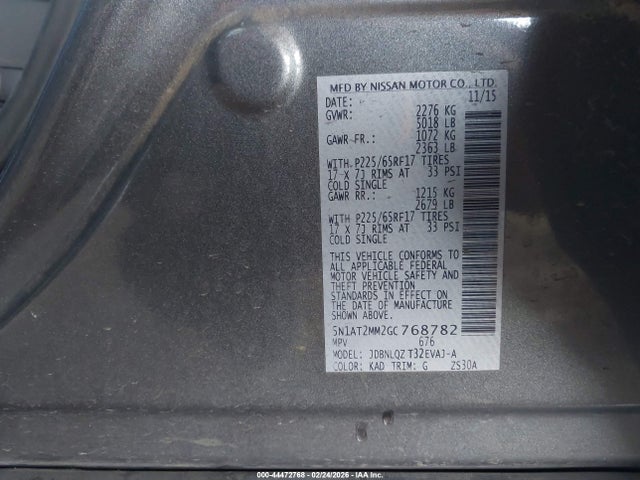 MFD BY NISSAN MOTOR CO., LTD.
DATE: 11/15
GVWR: 2276 KG
5018 LB
GAWR FR.: 1072 KG
2363 LB
WITH P225/65RF17 TIRES
17 X 7J RIMS AT 33 PSI
COLD SINGLE
GAWR RR.: 1215 KG
2679 LB
WITH P225/65RF17 TIRES
17 X 7J RIMS AT 33 PSI
COLD SINGLE
THIS VEHICLE CONFORMS TO
ALL APPLICABLE FEDERAL
MOTOR VEHICLE SAFETY AND
THEFT PREVENTION
STANDARDS IN EFFECT ON
THE DATE OF MANUFACTURE
SHOWN ABOVE.
5N1AT2MM2GC768782
MPV 676
MODEL: JDBNLQZ T32EVAJ-A
COLOR: KAD TRIM: G ZS30A
000-44472768 - 02/24/2026 - IAA Inc.